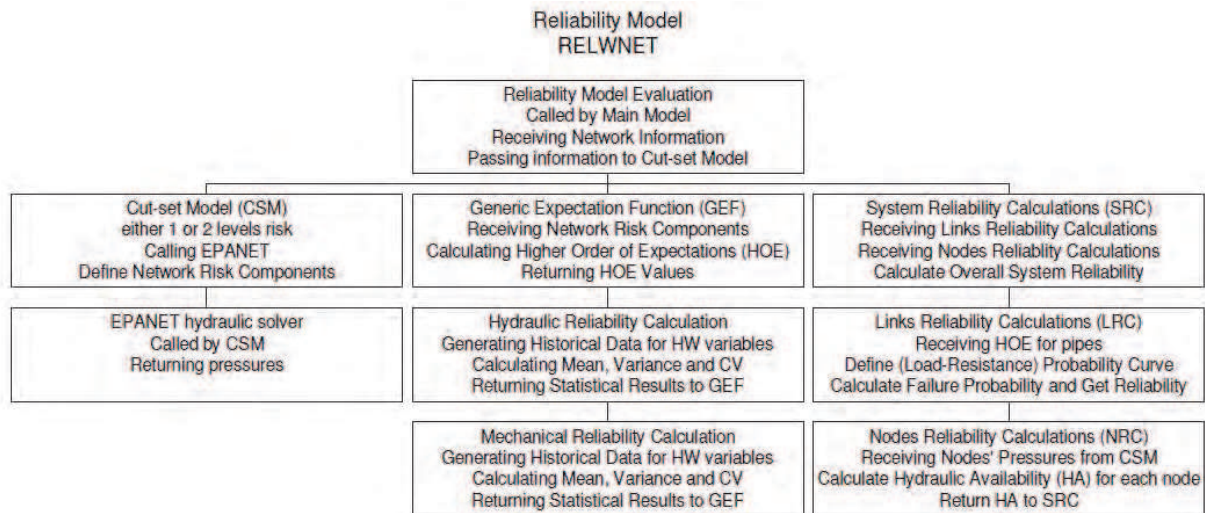 Reliability Model
RELWNET
Reliability Model Evaluation
Called by Main Model
Receiving Network Information
Passing information to Cut-set Model
Cut-set Model (CSM)
either 1 or 2 levels risk
Calling EPANET
Define Network Risk Components
Generic Expectation Function (GEF)
Receiving Network Risk Components
Calculating Higher Order of Expectations (HOE)
Returning HOE Values
System Reliability Calculations (SRC)
Receiving Links Reliability Calculations
Receiving Nodes Reliablity Calculations
Calculate Overall System Reliability
EPANET hydraulic solver
Called by CSM
Returning pressures
Hydraulic Reliability Calculation
Generating Historical Data for HW variables
Calculating Mean, Variance and CV
Returning Statistical Results to GEF
Links Reliability Calculations (LRC)
Receiving HOE for pipes
Define (Load-Resistance) Probability Curve
Calculate Failure Probability and Get Reliability
Mechanical Reliability Calculation
Generating Historical Data for HW variables
Calculating Mean, Variance and CV
Returning Statistical Results to GEF
Nodes Reliability Calculations (NRC)
Receiving Nodes' Pressures from CSM
Calculate Hydraulic Availability (HA) for each node
Return HA to SRC